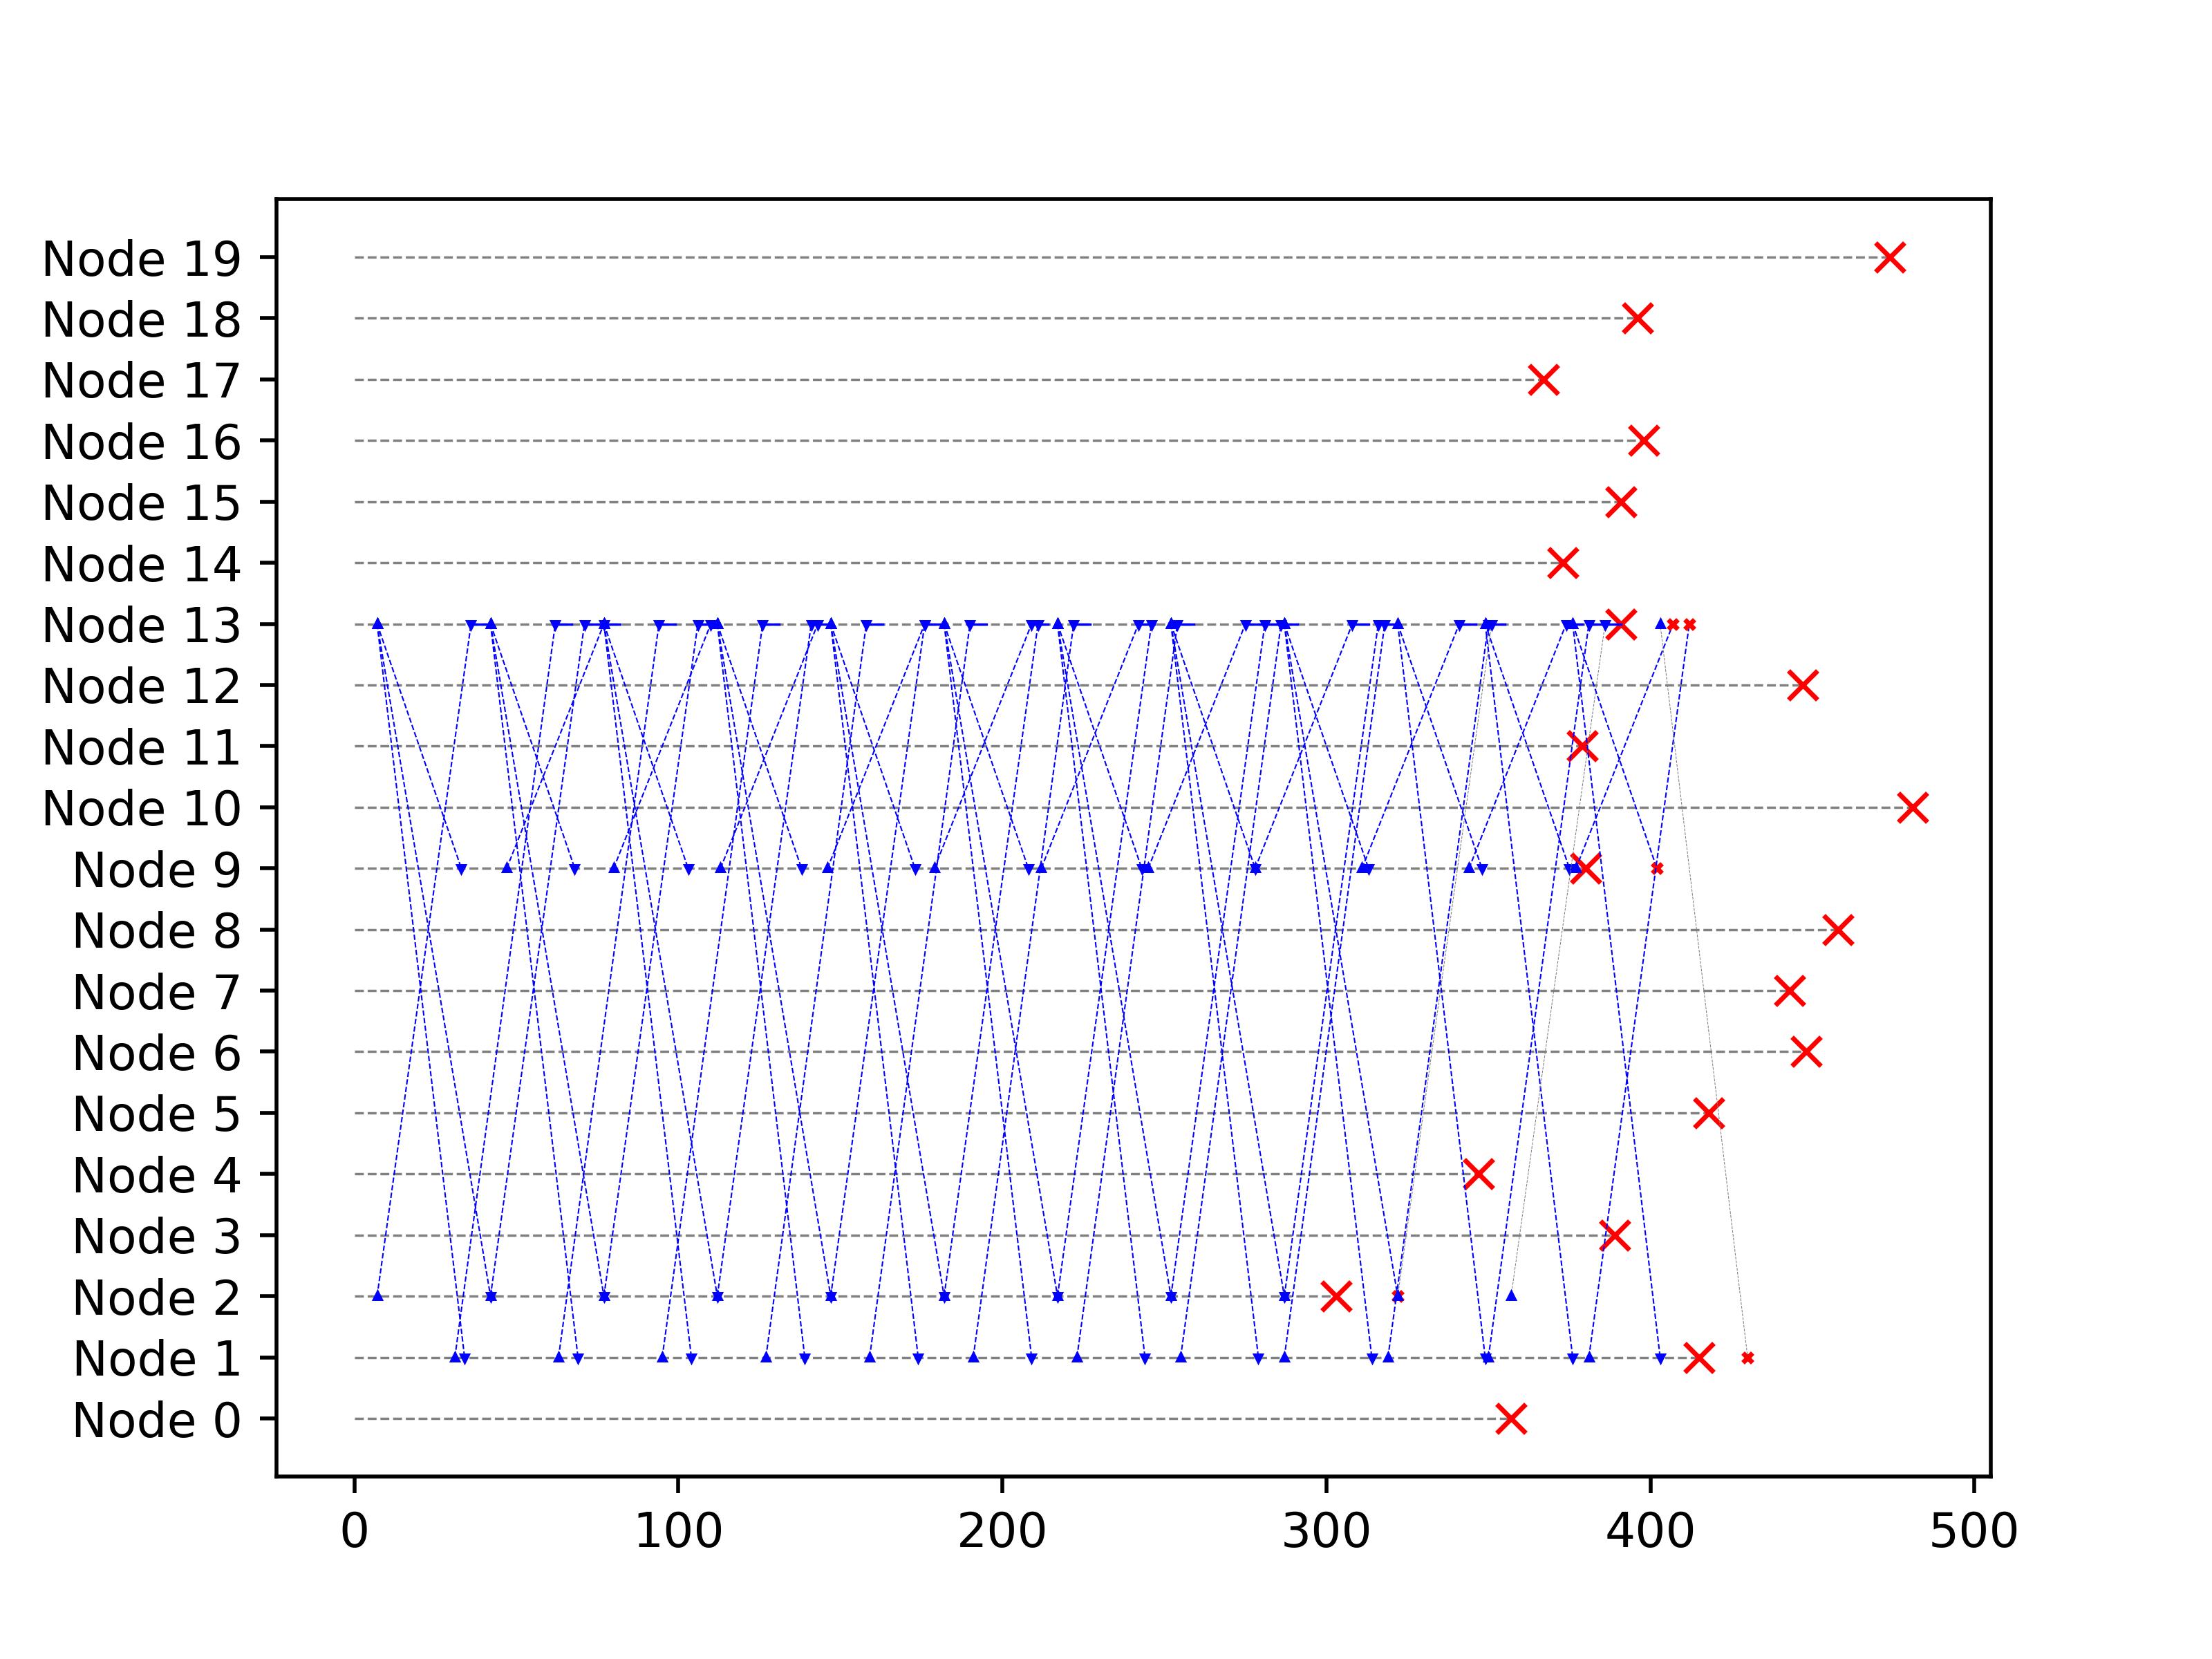 Node 19
Node 18
Node 17
Node 16
Node 15
Node 14
Node 13
Node 12
Node 11
Node 10
Node 9
Node 8
Node 7
Node 6
Node 5
Node 4
Node 3
Node 2
Node 1
Node 0
0 100 200 300 400 500